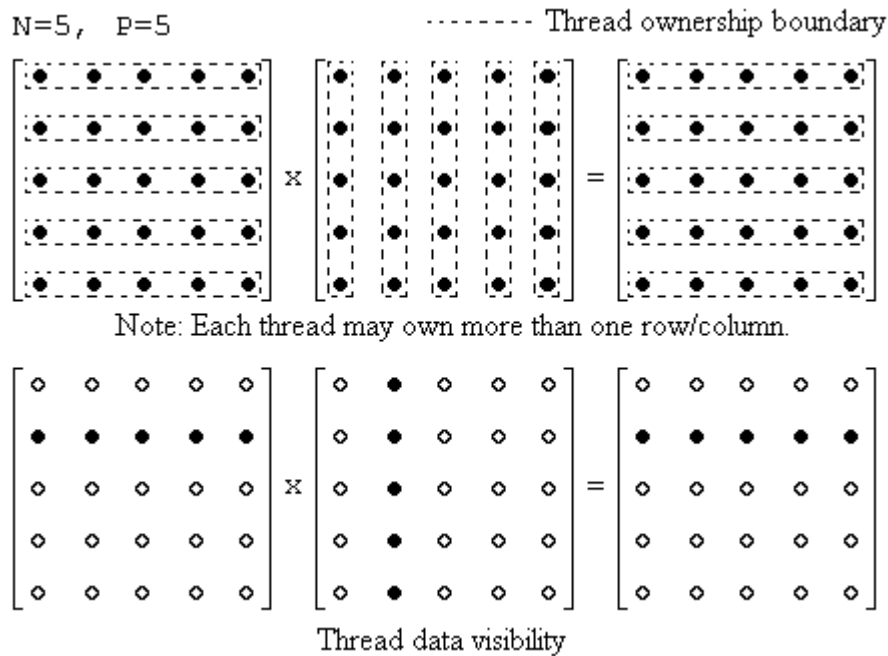 N=5, P=5
Thread ownership boundary
x =
Note: Each thread may own more than one row/column.
x =
Thread data visibility